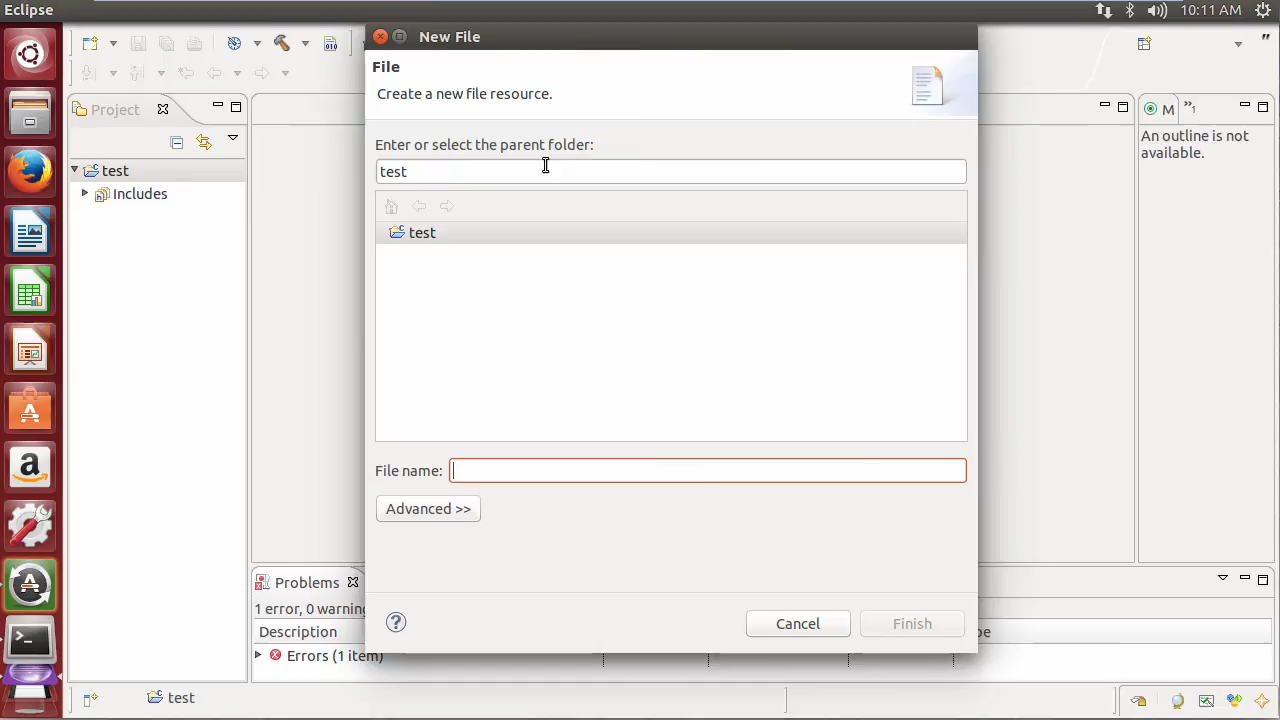 Eclipse
10:11 AM
New File
File
Create a new file resource.
Enter or select the parent folder:
test
test
File name:
Advanced >>
Cancel
Finish
Project
test
Includes
010
M
»1
An outline is not
available.
Problems
1 error, 0 warning
Description
Errors (1 item)
test